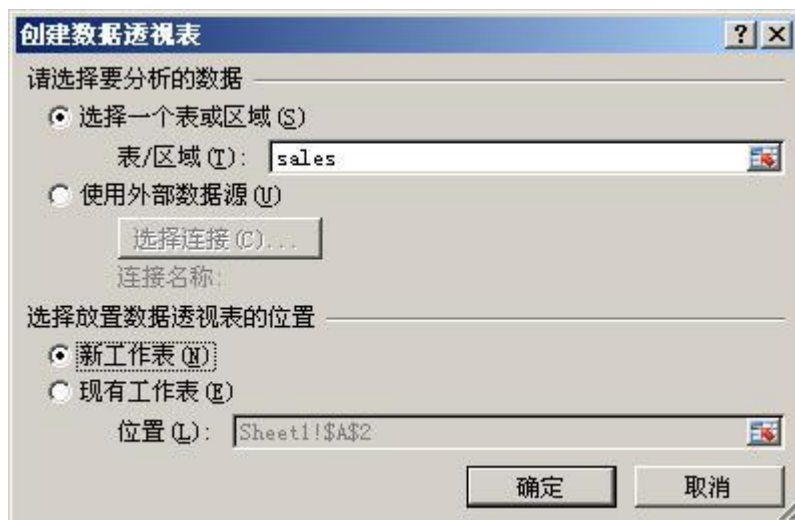 创建数据透视表
请选择要分析的数据
选择一个表或区域(S)
表/区域(T): sales
使用外部数据源(U)
选择连接(C)...
连接名称:
选择放置数据透视表的位置
新工作表(N)
现有工作表(E)
位置(L): Sheet1!$A$2
确定 取消